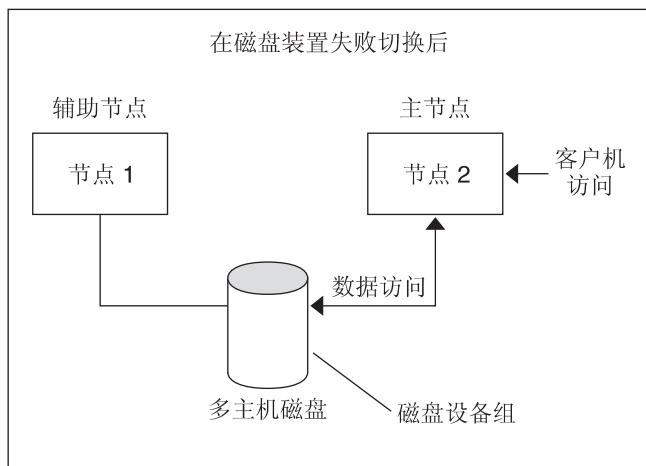 在磁盘装置失败切换后
辅助节点
主节点
节点 1
节点 2
客户机
访问
数据访问
多主机磁盘
磁盘设备组